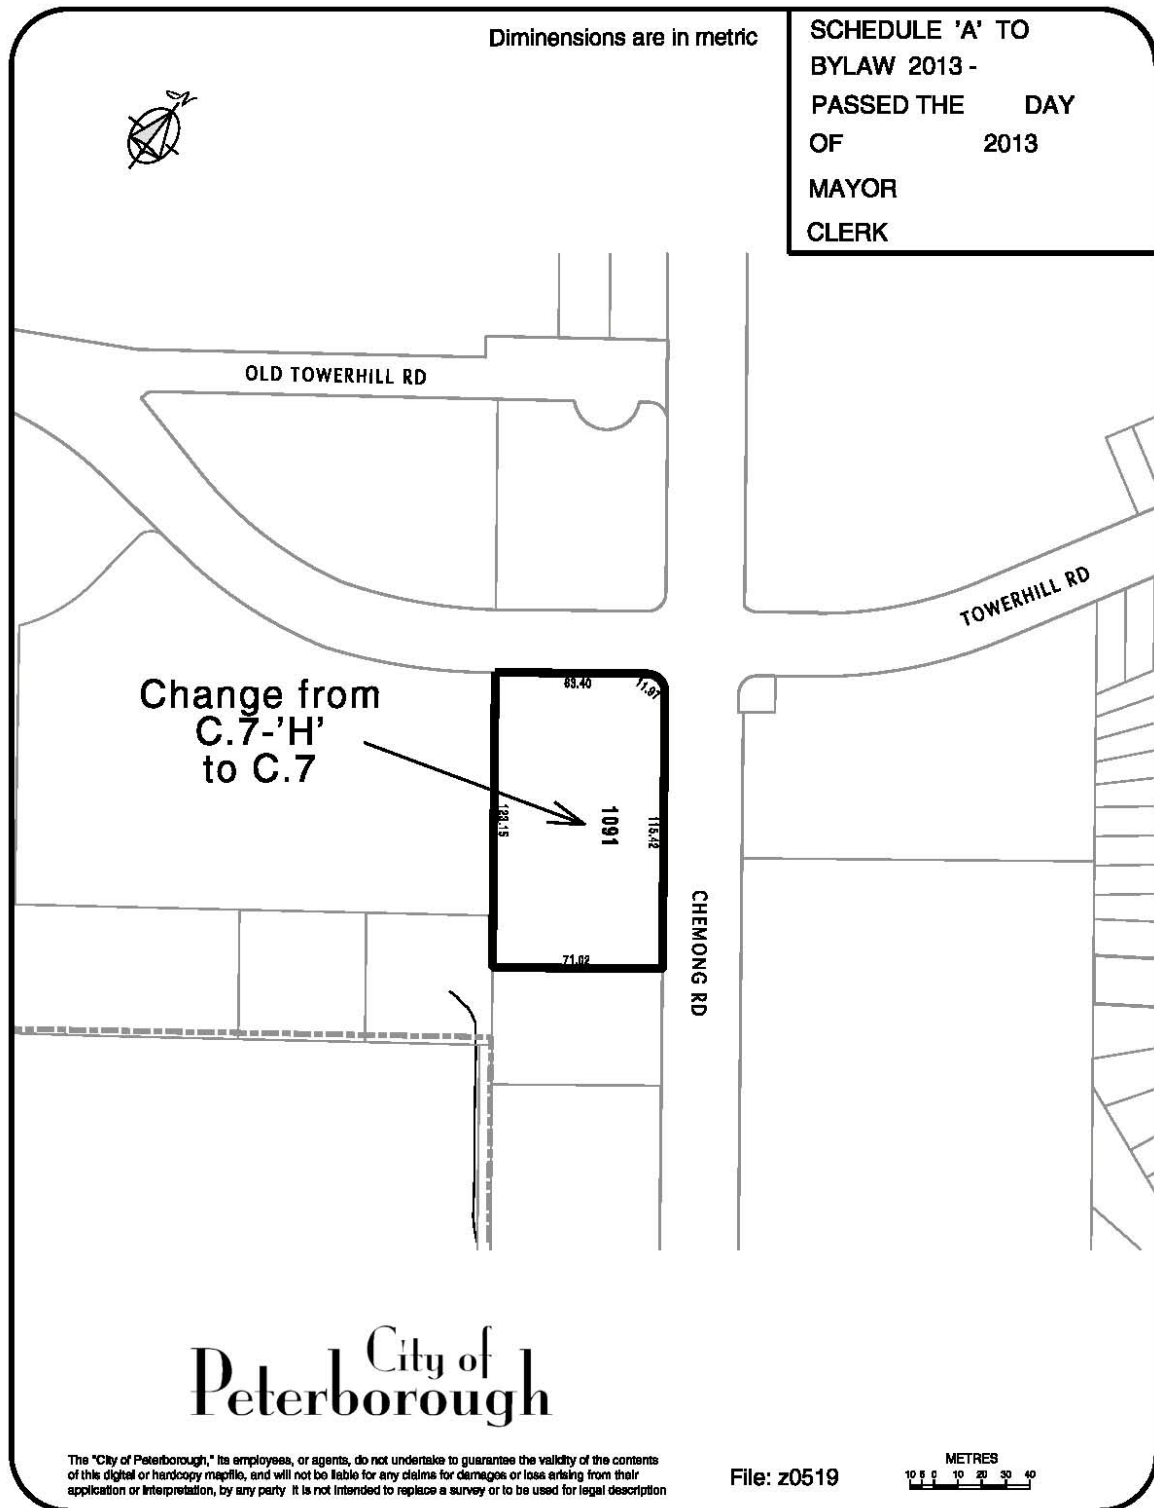 Diminensions are in metric
SCHEDULE 'A' TO
BYLAW 2013 -
PASSED THE DAY
OF 2013
MAYOR
CLERK
OLD TOWERHILL RD
TOWERHILL RD
Change from
C.7-'H'
to C.7
63.40
11.97
123.15
1091
115.42
71.02
CHEMONG RD
City of
Peterborough
The "City of Peterborough," its employees, or agents, do not undertake to guarantee the validity of the contents
of this digital or hardcopy mapfile, and will not be liable for any claims for damages or loss arising from their
application or interpretation, by any party It is not intended to replace a survey or to be used for legal description
File: z0519
METRES
10 5 0 10 20 30 40